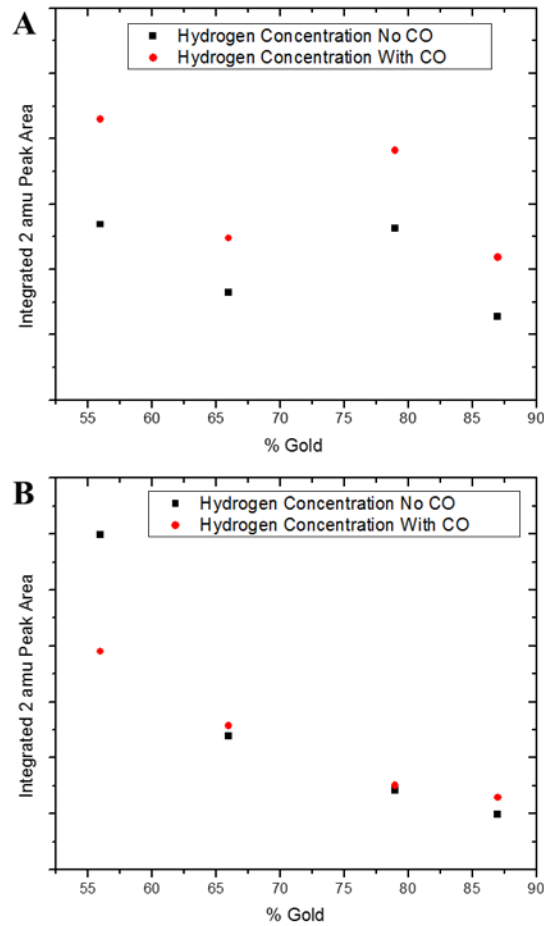 A
Hydrogen Concentration No CO
Hydrogen Concentration With CO
Integrated 2 amu Peak Area
55 60 65 70 75 80 85 90
% Gold
B
Hydrogen Concentration No CO
Hydrogen Concentration With CO
Integrated 2 amu Peak Area
55 60 65 70 75 80 85 90
% Gold